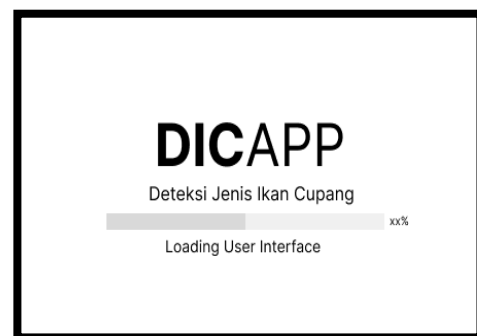 DICAPP
Deteksi Jenis Ikan Cupang
xx%
Loading User Interface